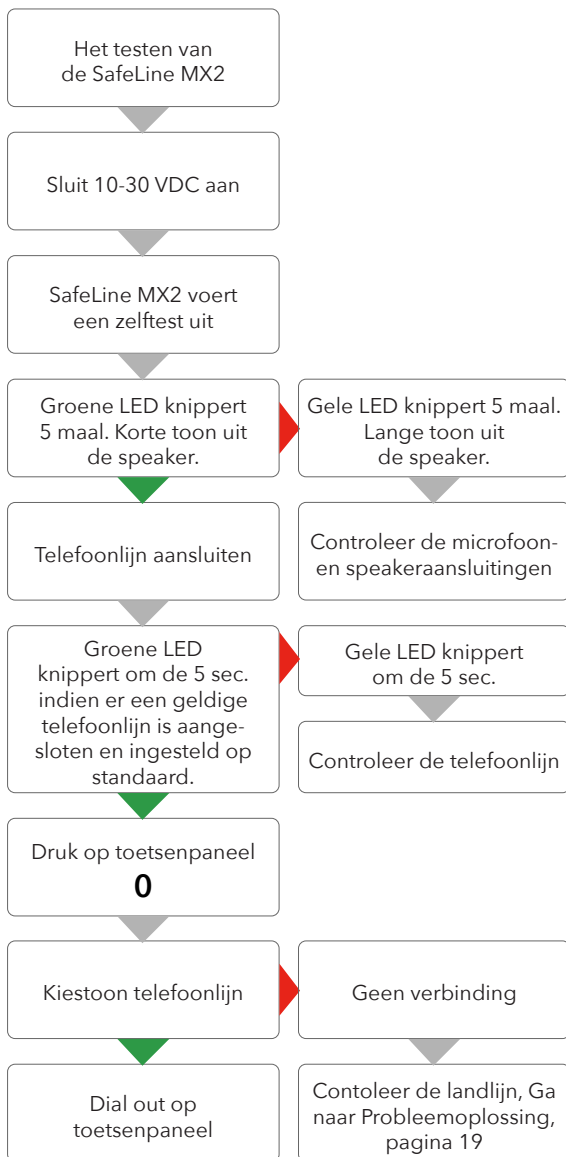 Het testen van
de SafeLine MX2
Sluit 10-30 VDC aan
SafeLine MX2 voert
een zelftest uit
Groene LED knippert
5 maal. Korte toon uit
de speaker.
Gele LED knippert 5 maal.
Lange toon uit
de speaker.
Telefoonlijn aansluiten
Controleer de microfoon-
en speakeraansluitingen
Groene LED
knippert om de 5 sec.
indien er een geldige
telefoonlijn is aange-
sloten en ingesteld op
standaard.
Gele LED knippert
om de 5 sec.
Controleer de telefoonlijn
Druk op toetsenpaneel
0
Kiestoon telefoonlijn
Geen verbinding
Dial out op
toetsenpaneel
Contoleer de landlijn, Ga
naar Probleemoplossing,
pagina 19